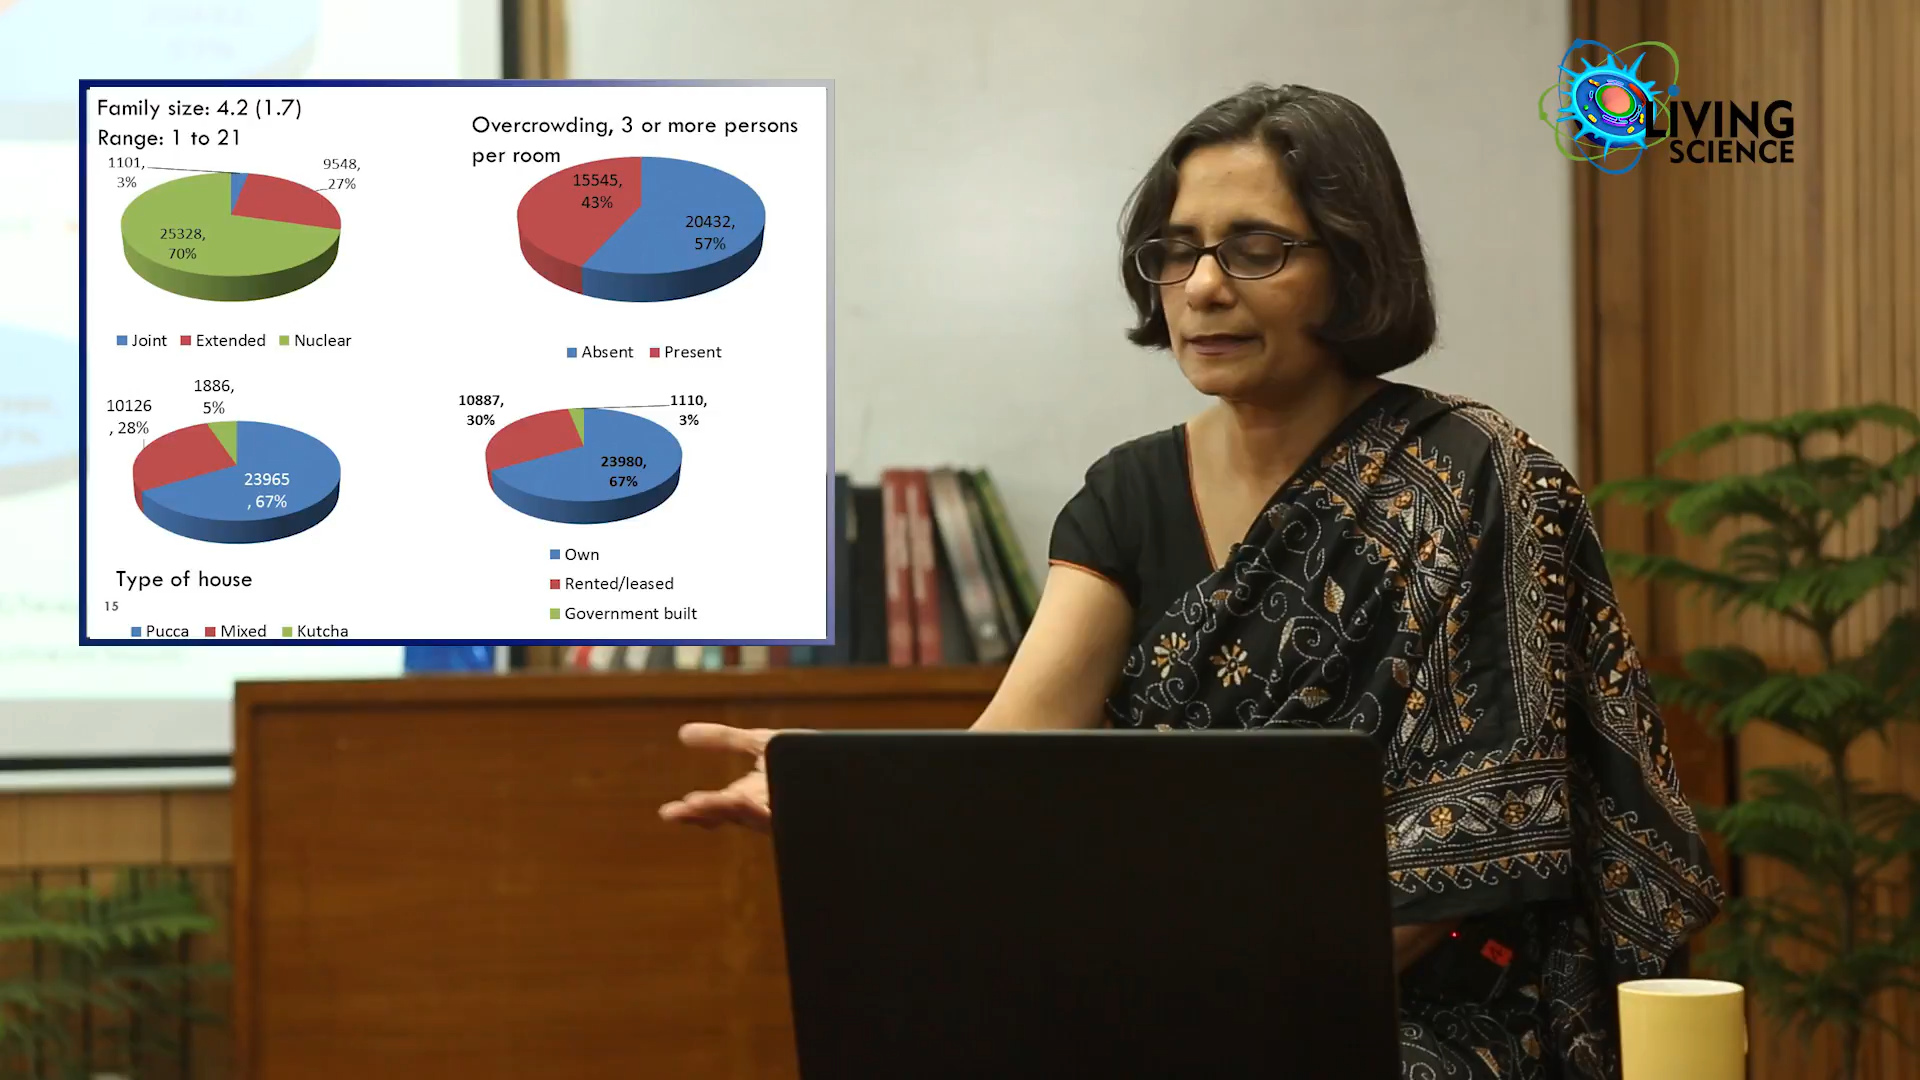 Family size: 4.2 (1.7)
Range: 1 to 21
1101,
3%
9548,
27%
25328,
70%
Joint Extended Nuclear
Overcrowding, 3 or more persons
per room
15545,
43%
20432,
57%
Absent Present
10126
, 28%
1886,
5%
23965
, 67%
Type of house
15
Pucca Mixed Kutcha
10887,
30%
1110,
3%
23980,
67%
Own
Rented/leased
Government built
LIVING
SCIENCE